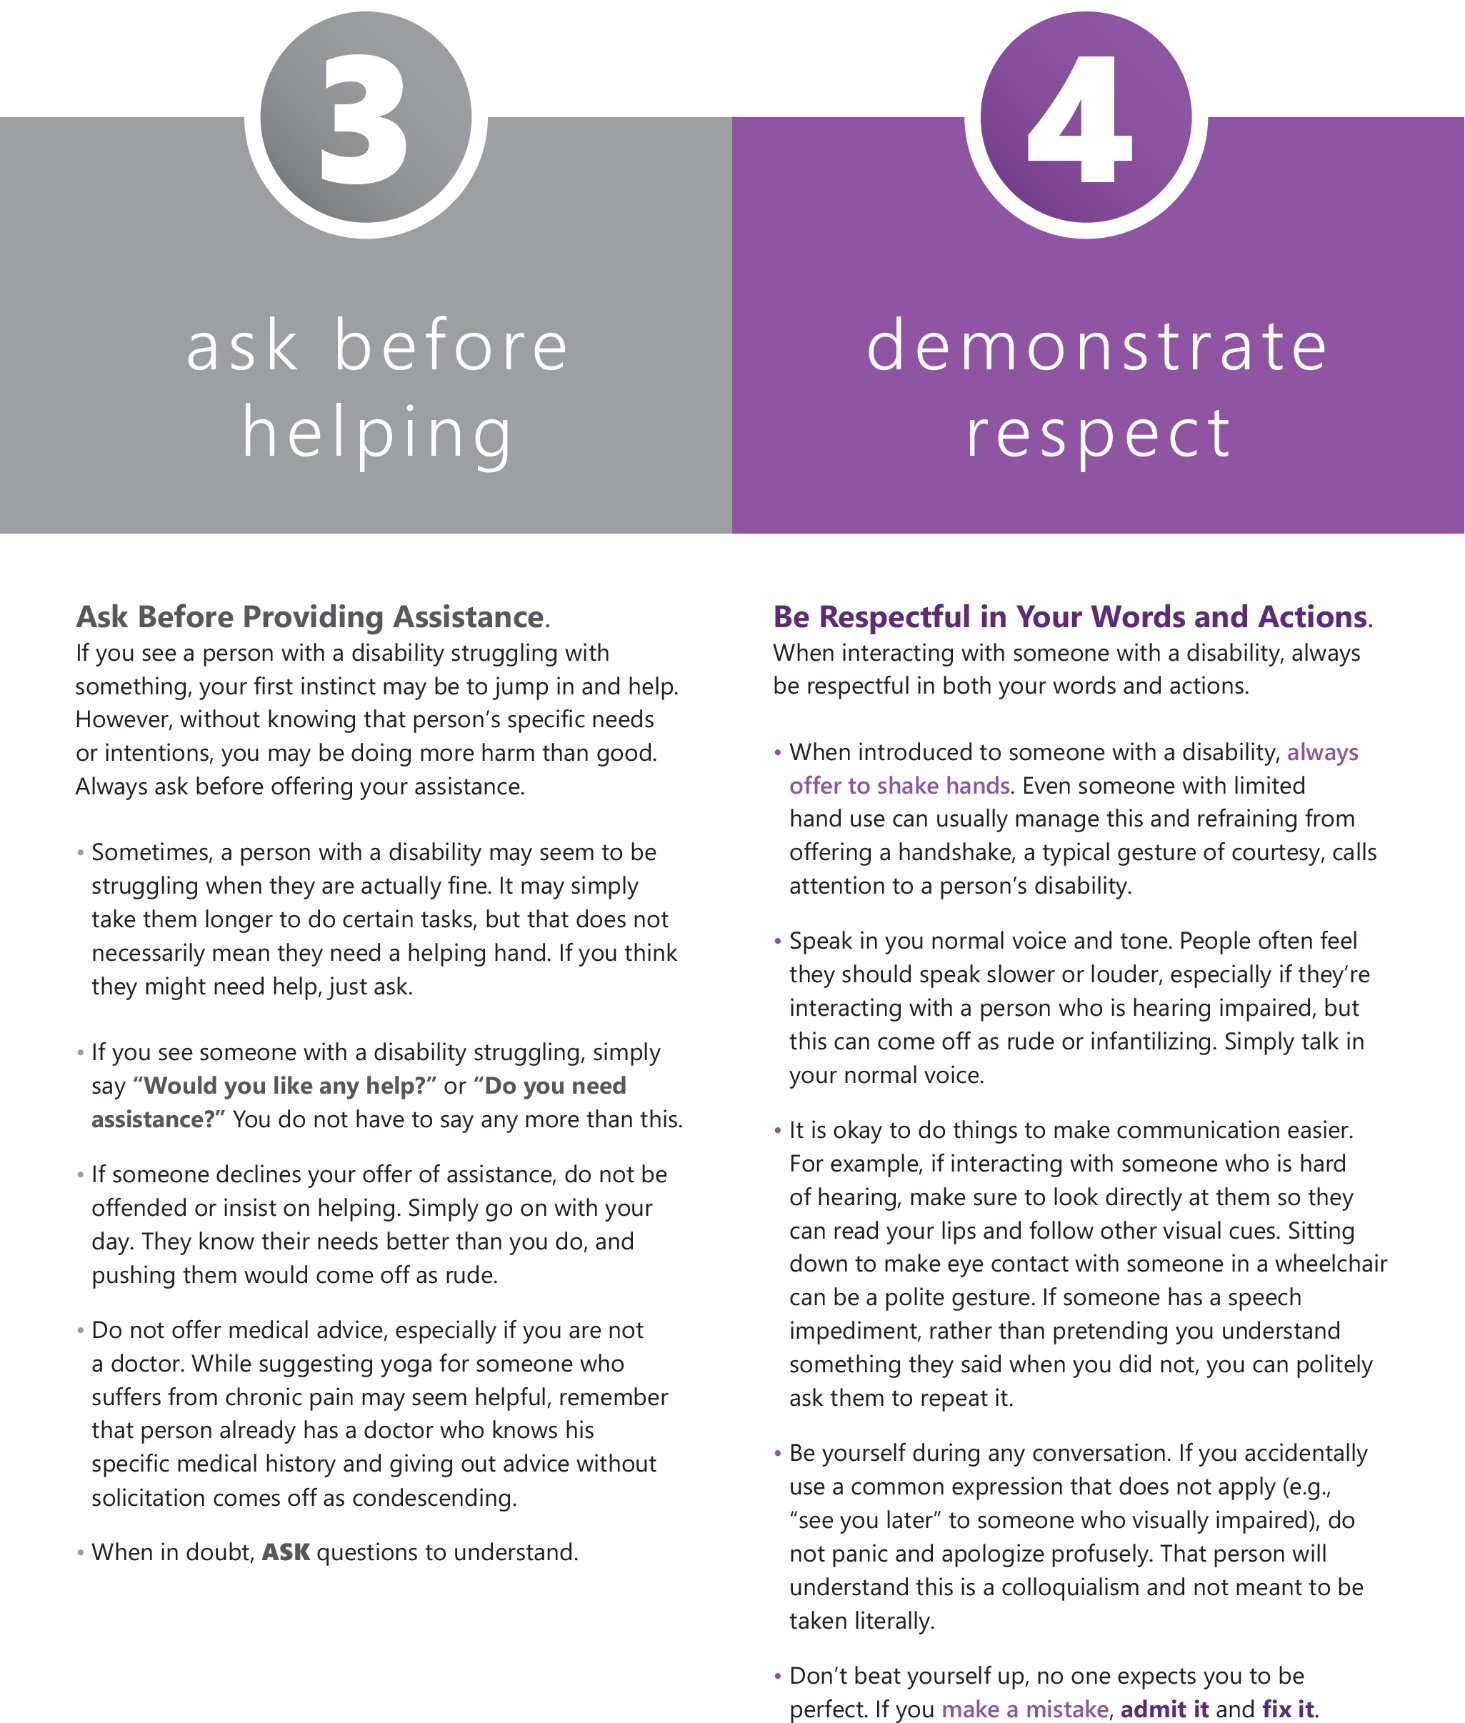 3
ask before
helping
Ask Before Providing Assistance.
If you see a person with a disability struggling with
something, your first instinct may be to jump in and help.
However, without knowing that person's specific needs
or intentions, you may be doing more harm than good.
Always ask before offering your assistance.
• Sometimes, a person with a disability may seem to be
struggling when they are actually fine. It may simply
take them longer to do certain tasks, but that does not
necessarily mean they need a helping hand. If you think
they might need help, just ask.
• If you see someone with a disability struggling, simply
say “Would you like any help?” or “Do you need
assistance?” You do not have to say any more than this.
• If someone declines your offer of assistance, do not be
offended or insist on helping. Simply go on with your
day. They know their needs better than you do, and
pushing them would come off as rude.
• Do not offer medical advice, especially if you are not
a doctor. While suggesting yoga for someone who
suffers from chronic pain may seem helpful, remember
that person already has a doctor who knows his
specific medical history and giving out advice without
solicitation comes off as condescending.
• When in doubt, ASK questions to understand.
4
demonstrate
respect
Be Respectful in Your Words and Actions.
When interacting with someone with a disability, always
be respectful in both your words and actions.
• When introduced to someone with a disability, always
offer to shake hands. Even someone with limited
hand use can usually manage this and refraining from
offering a handshake, a typical gesture of courtesy, calls
attention to a person's disability.
• Speak in you normal voice and tone. People often feel
they should speak slower or louder, especially if they're
interacting with a person who is hearing impaired, but
this can come off as rude or infantilizing. Simply talk in
your normal voice.
• It is okay to do things to make communication easier.
For example, if interacting with someone who is hard
of hearing, make sure to look directly at them so they
can read your lips and follow other visual cues. Sitting
down to make eye contact with someone in a wheelchair
can be a polite gesture. If someone has a speech
impediment, rather than pretending you understand
something they said when you did not, you can politely
ask them to repeat it.
• Be yourself during any conversation. If you accidentally
use a common expression that does not apply (e.g.,
“see you later” to someone who visually impaired), do
not panic and apologize profusely. That person will
understand this is a colloquialism and not meant to be
taken literally.
• Don't beat yourself up, no one expects you to be
perfect. If you make a mistake, admit it and fix it.